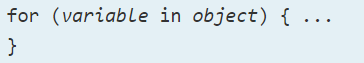 for (variable in object) { ...
}